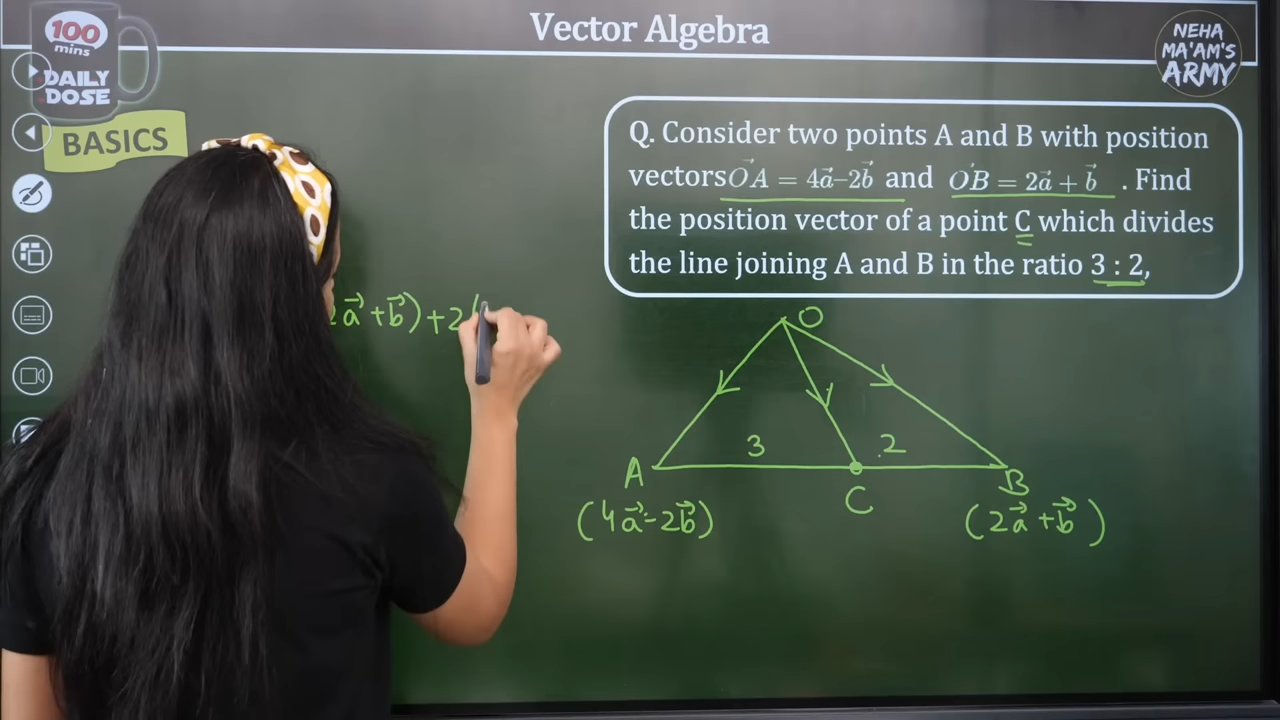 Vector Algebra
100
mins
DAILY
DOSE
BASICS
NEHA
MA'AM'S
ARMY
Q. Consider two points A and B with position
vectors O⃗A = 4a⃗–2b⃗ and O⃗B = 2a⃗ + b⃗ . Find
the position vector of a point C which divides
the line joining A and B in the ratio 3 : 2,
a⃗ + b⃗) + 2(
O
3
2
A
C
B
(4a⃗ - 2b⃗)
(2a⃗ + b⃗)